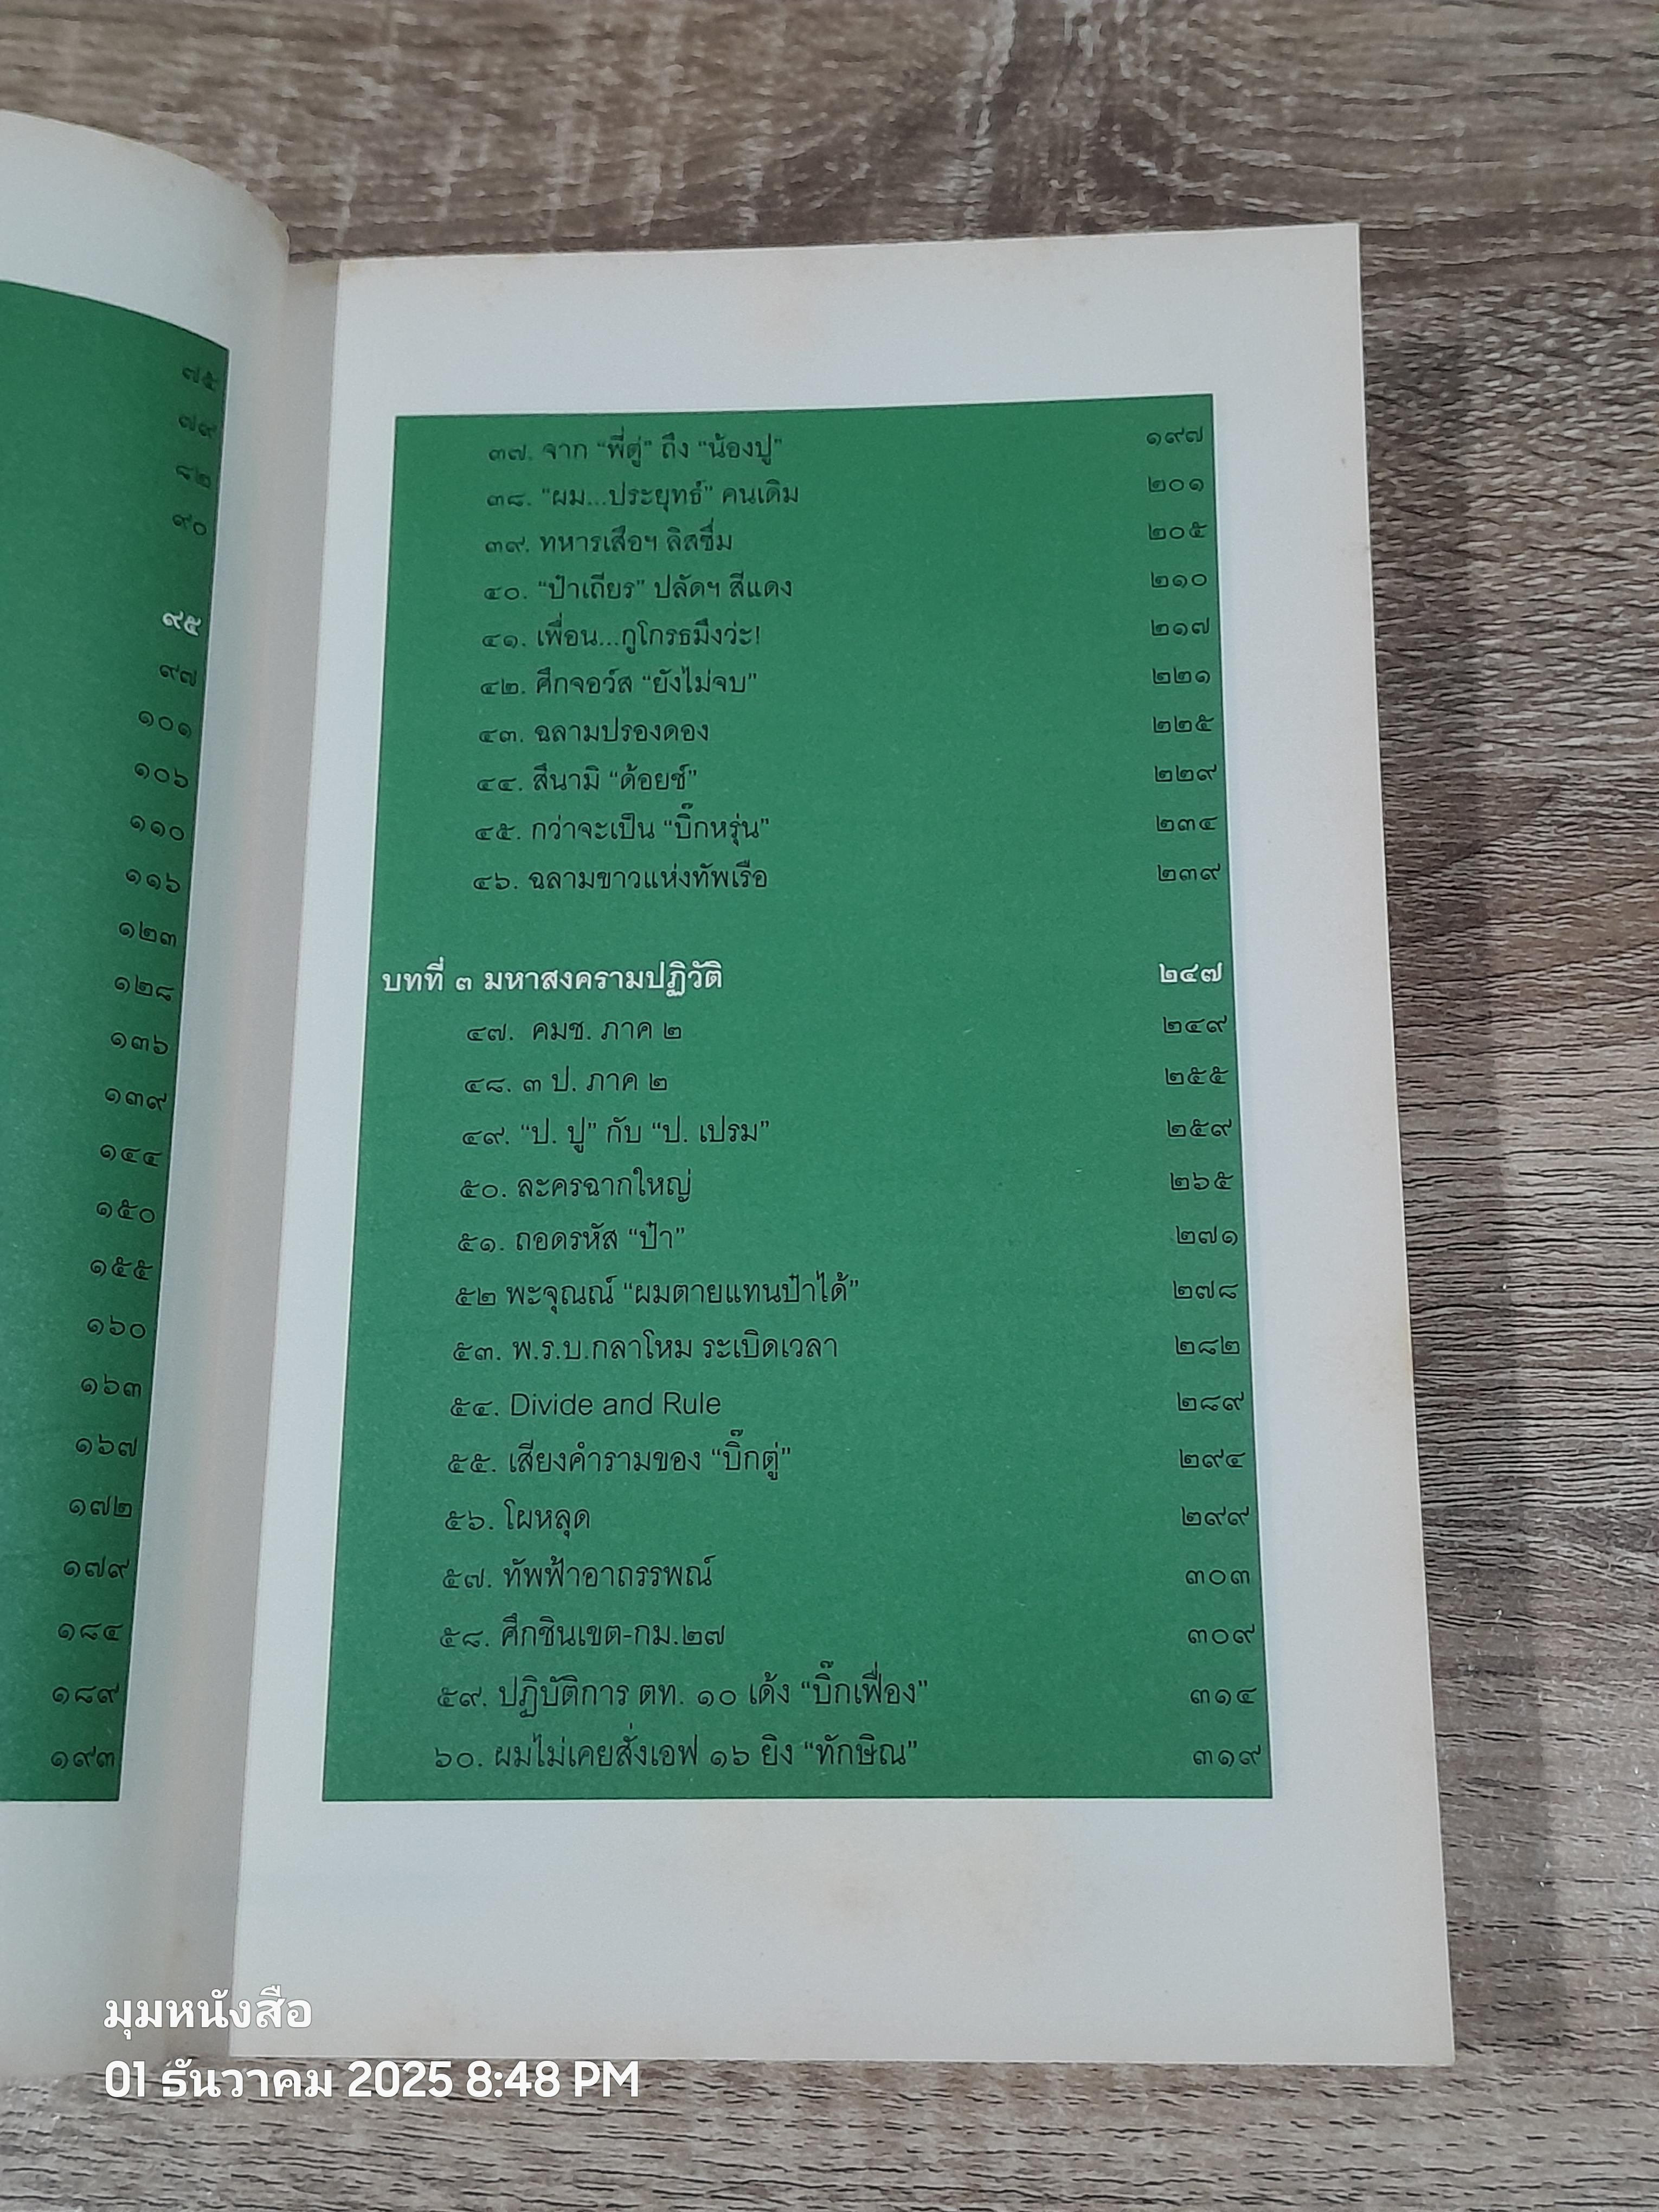 ๗๕
๗๙
๘๒
๙๐
๙๕
๙๗
๑๐๑
๑๐๖
๑๑๐
๑๑๖
๑๒๓
๑๒๘
๑๓๖
๑๓๙
๑๔๔
๑๕๐
๑๕๕
๑๖๐
๑๖๓
๑๖๗
๑๗๒
๑๗๙
๑๘๔
๑๘๙
๑๙๓
๓๗. จาก “พี่ตู่” ถึง “น้องปู” ๑๙๗
๓๘. “ผม...ประยุทธ์” คนเดิม ๒๐๑
๓๙. ทหารเสือฯ ลิสซึ่ม ๒๐๕
๔๐. “ป๋าเถียร” ปลัดฯ สีแดง ๒๑๐
๔๑. เพื่อน...กูโกรธมึงว่ะ! ๒๑๗
๔๒. ศึกจอว์ส “ยังไม่จบ” ๒๒๑
๔๓. ฉลามปรองดอง ๒๒๕
๔๔. สึนามิ “ด้อยซ์” ๒๒๙
๔๕. กว่าจะเป็น “บิ๊กหรุ่น” ๒๓๔
๔๖. ฉลามขาวแห่งทัพเรือ ๒๓๙
บทที่ ๓ มหาสงครามปฏิวัติ ๒๔๗
๔๗. คมช. ภาค ๒ ๒๔๙
๔๘. ๓ ป. ภาค ๒ ๒๕๕
๔๙. “ป. ปู” กับ “ป. เปรม” ๒๕๙
๕๐. ละครฉากใหญ่ ๒๖๕
๕๑. ถอดรหัส “ป๋า” ๒๗๑
๕๒ พะจุณณ์ “ผมตายแทนป๋าได้” ๒๗๘
๕๓. พ.ร.บ.กลาโหม ระเบิดเวลา ๒๘๒
๕๔. Divide and Rule ๒๘๙
๕๕. เสียงคำรามของ “บิ๊กตู่” ๒๙๔
๕๖. โผหลุด ๒๙๙
๕๗. ทัพฟ้าอาถรรพณ์ ๓๐๓
๕๘. ศึกชินเขต-กม.๒๗ ๓๐๙
๕๙. ปฏิบัติการ ตท. ๑๐ เด้ง “บิ๊กเฟื่อง” ๓๑๔
๖๐. ผมไม่เคยสั่งเอฟ ๑๖ ยิง “ทักษิณ” ๓๑๙
มุมหนังสือ
01 ธันวาคม 2025 8:48 PM